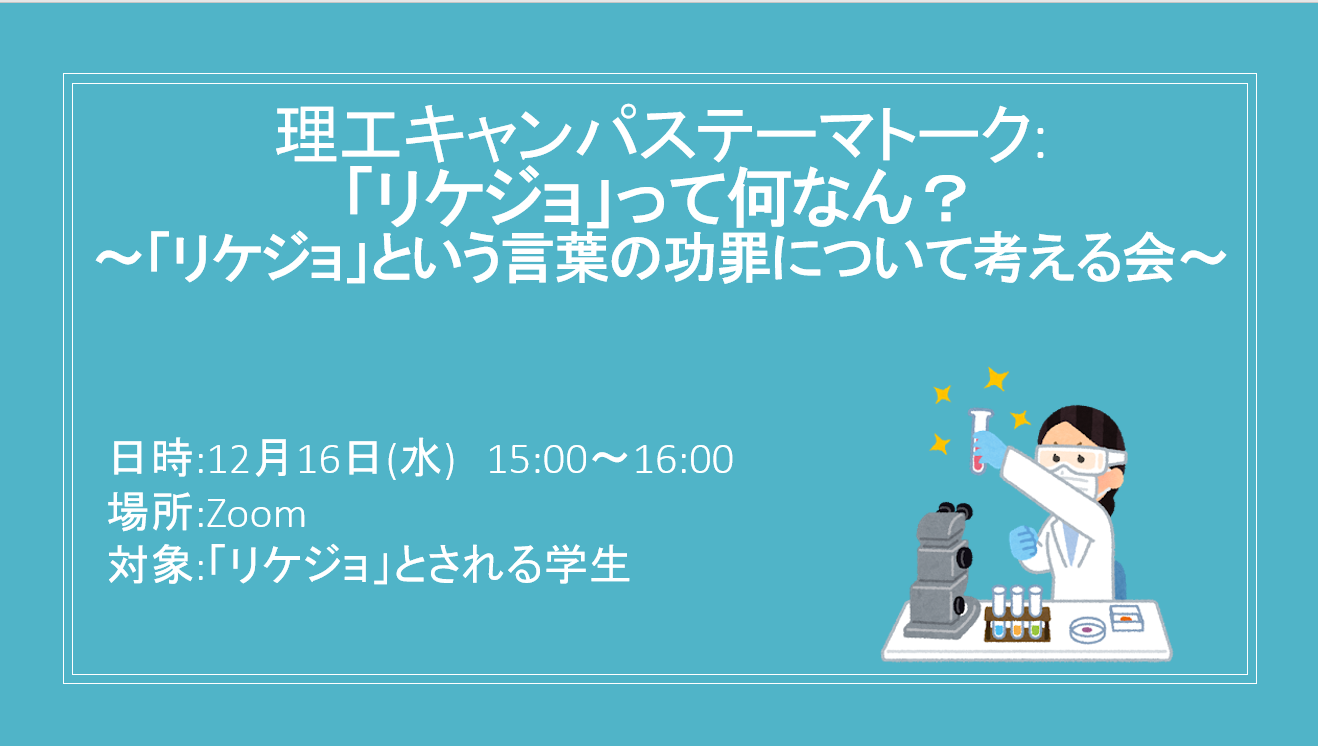 理工キャンパステーマトーク:
「リケジョ」って何なん？
～「リケジョ」という言葉の功罪について考える会～
日時:12月16日(水)　15:00～16:00
場所:Zoom
対象:「リケジョ」とされる学生